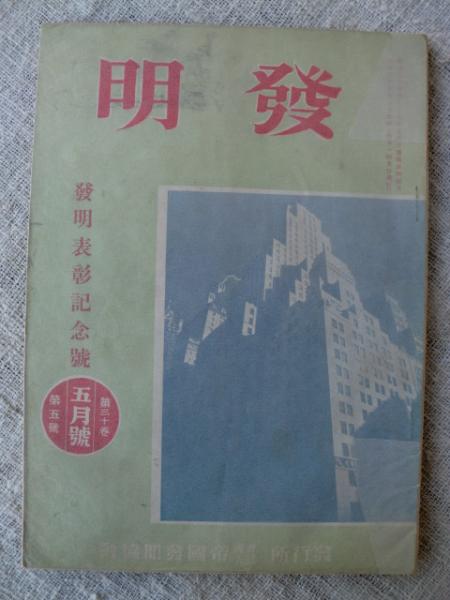 發明
發明表彰記念號
第三十卷
五月號
第五號
發行所 帝國發明協會